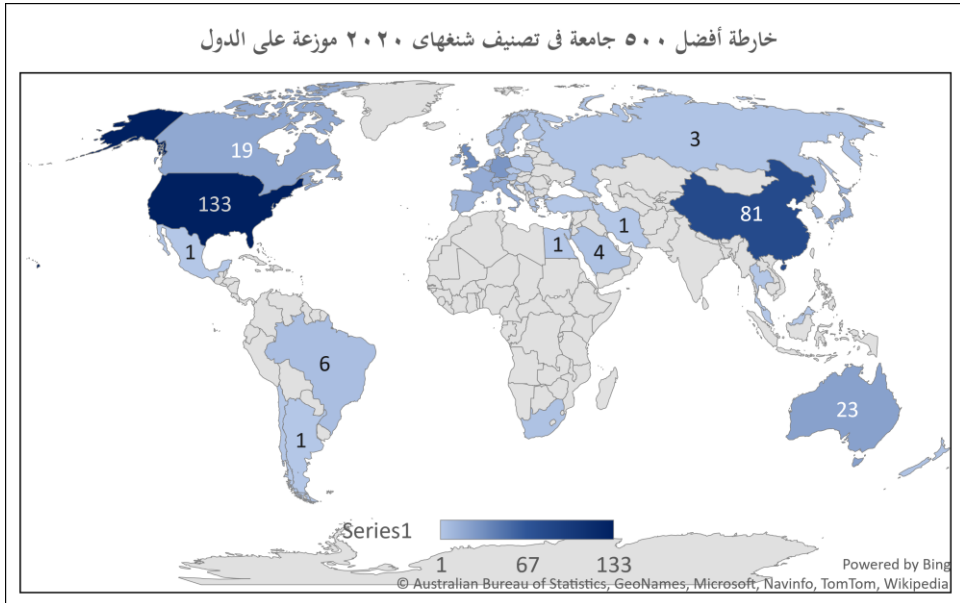 خارطة أفضل ٥٠٠ جامعة فى تصنيف شنغهاى ٢٠٢٠ موزعة على الدول
19
3
133
81
1
1
1
4
6
23
1
Series1
1 67 133
Powered by Bing
© Australian Bureau of Statistics, GeoNames, Microsoft, Navinfo, TomTom, Wikipedia